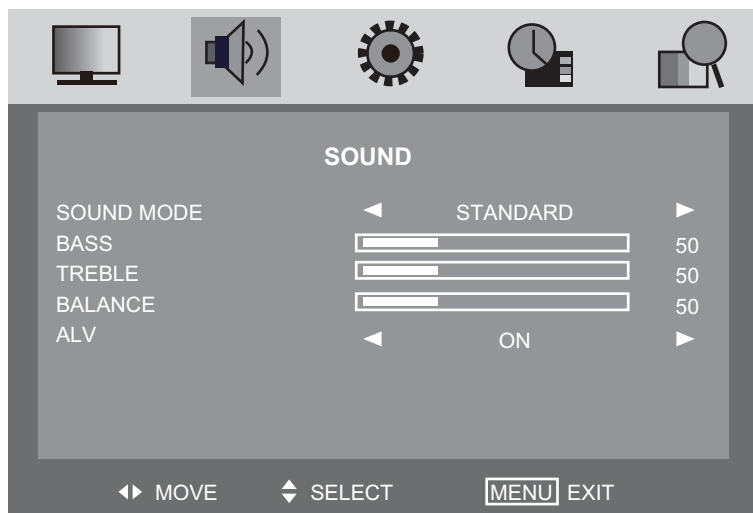 SOUND
SOUND MODE STANDARD
BASS 50
TREBLE 50
BALANCE 50
ALV ON
MOVE SELECT MENU EXIT